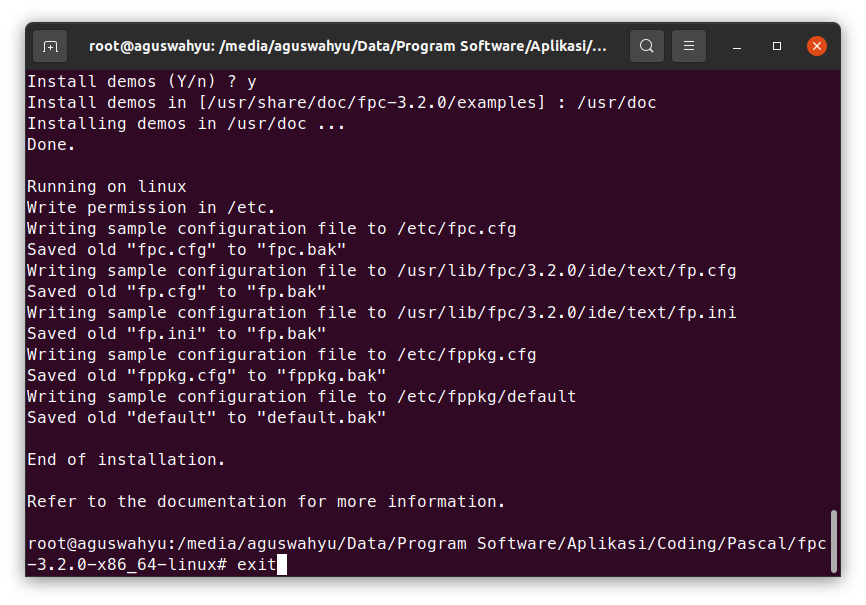 root@aguswahyu: /media/aguswahyu/Data/Program Software/Aplikasi/...
Install demos (Y/n) ? y
Install demos in [/usr/share/doc/fpc-3.2.0/examples] : /usr/doc
Installing demos in /usr/doc ...
Done.
Running on linux
Write permission in /etc.
Writing sample configuration file to /etc/fpc.cfg
Saved old "fpc.cfg" to "fpc.bak"
Writing sample configuration file to /usr/lib/fpc/3.2.0/ide/text/fp.cfg
Saved old "fp.cfg" to "fp.bak"
Writing sample configuration file to /usr/lib/fpc/3.2.0/ide/text/fp.ini
Saved old "fp.ini" to "fp.bak"
Writing sample configuration file to /etc/fppkg.cfg
Saved old "fppkg.cfg" to "fppkg.bak"
Writing sample configuration file to /etc/fppkg/default
Saved old "default" to "default.bak"
End of installation.
Refer to the documentation for more information.
root@aguswahyu:/media/aguswahyu/Data/Program Software/Aplikasi/Coding/Pascal/fpc
-3.2.0-x86_64-linux# exit